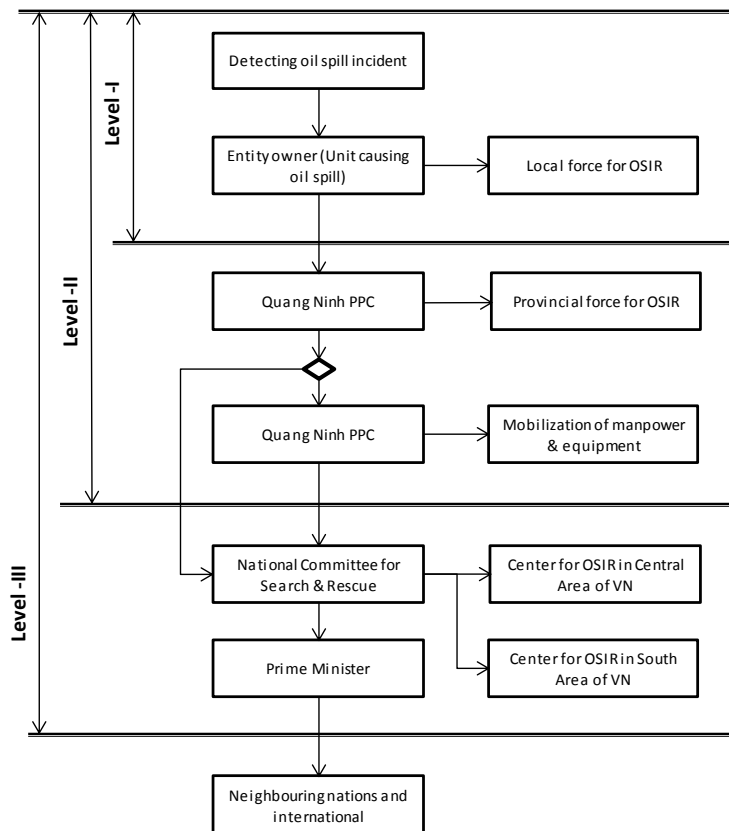 Detecting oil spill incident
Level -I
Entity owner (Unit causing
oil spill)
Local force for OSIR
Level -II
Quang Ninh PPC
Provincial force for OSIR
Quang Ninh PPC
Mobilization of manpower
& equipment
Level -III
National Committee for
Search & Rescue
Center for OSIR in Central
Area of VN
Prime Minister
Center for OSIR in South
Area of VN
Neighbouring nations and
international